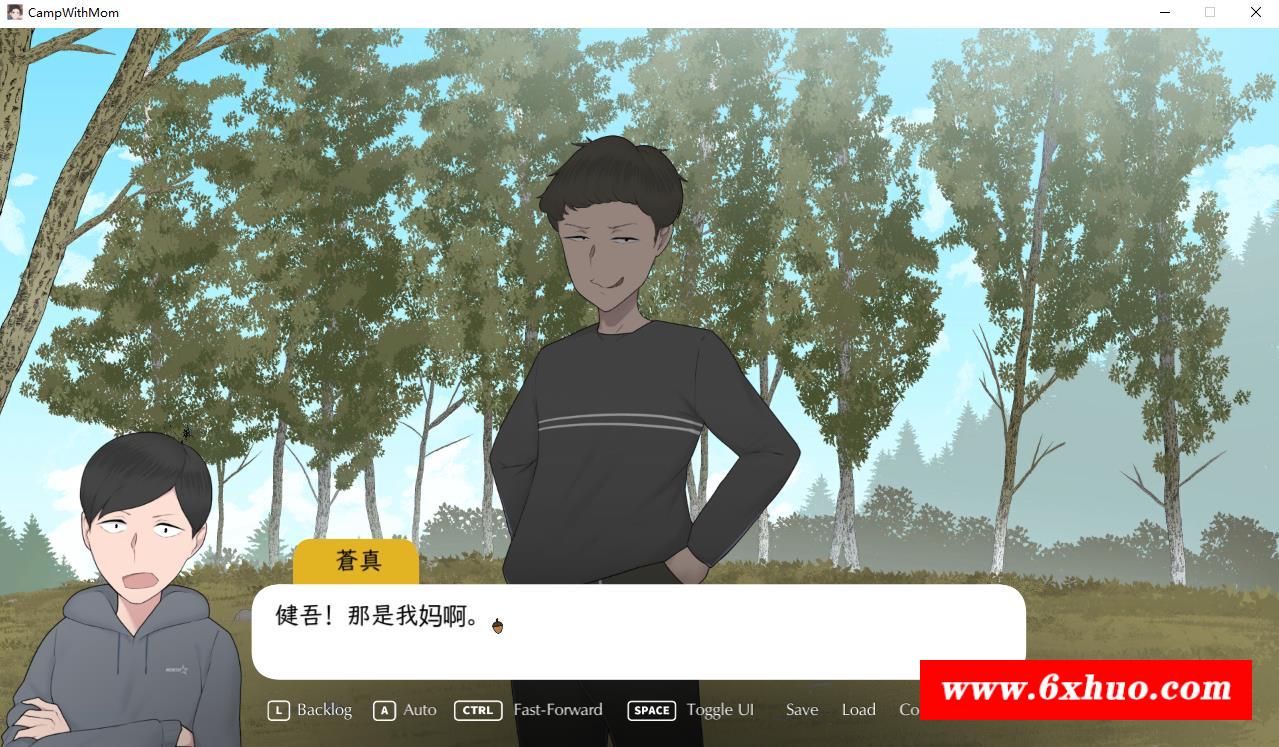 CampWithMom
蒼真
健吾！那是我妈啊。
L Backlog A Auto CTRL Fast-Forward SPACE Toggle UI Save Load Co
www.6xhuo.com